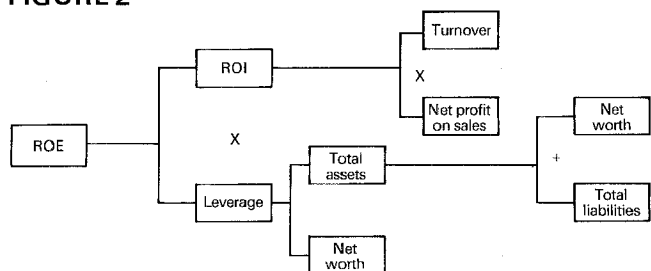 FIGURE 2
Turnover
ROI
X
Net profit
on sales
Net
worth
ROE
X
Total
assets
+
Leverage
Total
liabilities
Net
worth